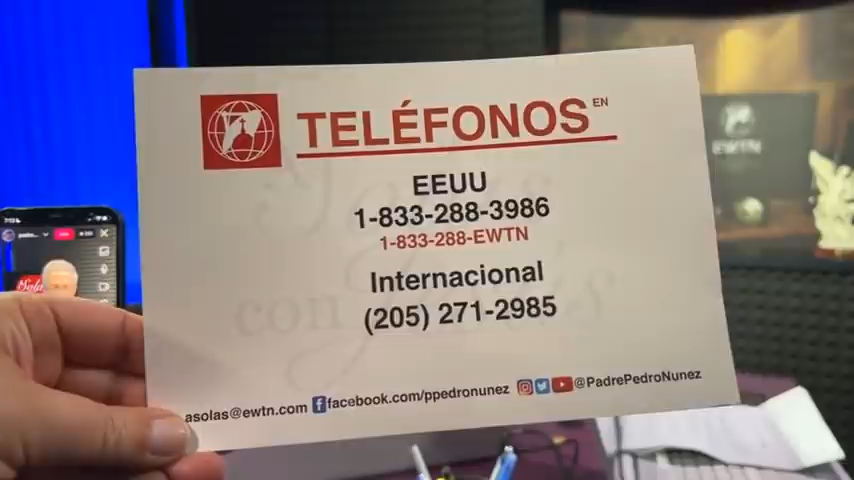 TELÉFONOS EN
EEUU
1-833-288-3986
1-833-288-EWTN
Internacional
(205) 271-2985
asolas@ewtn.com facebook.com/ppedronunez @PadrePedroNunez
EWTN